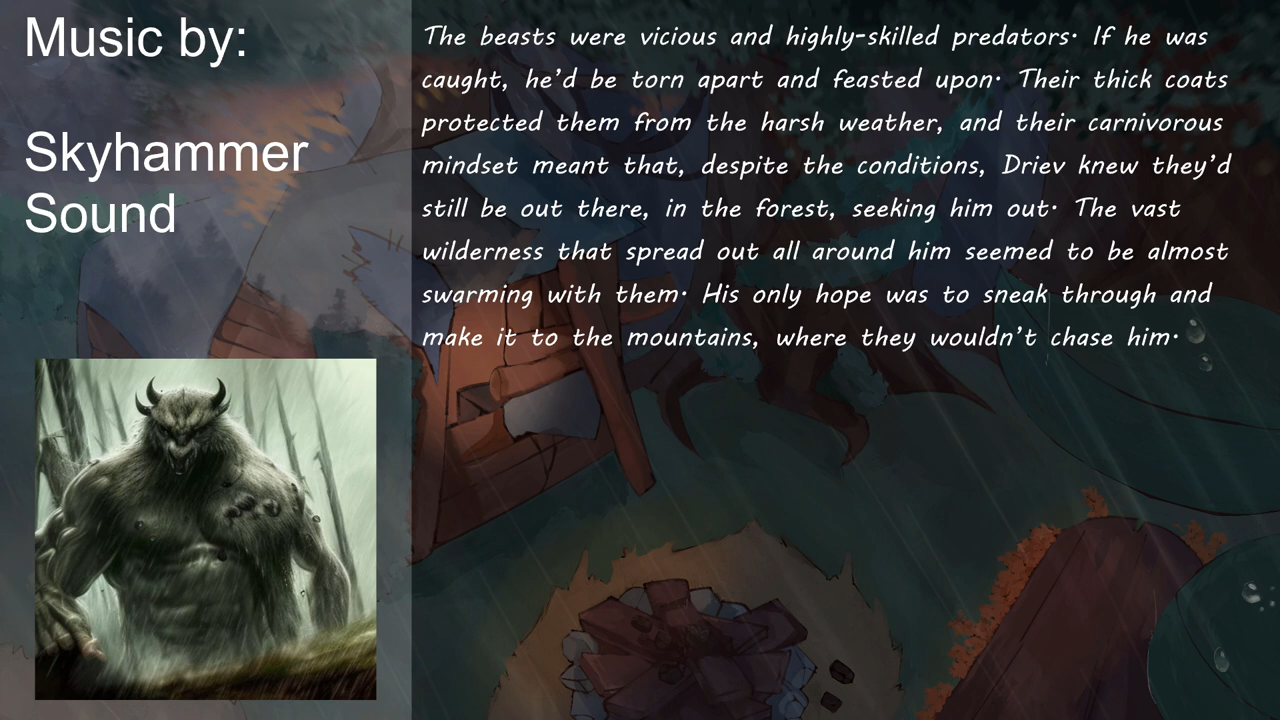 Music by:
Skyhammer
Sound
The beasts were vicious and highly-skilled predators. If he was
caught, he'd be torn apart and feasted upon. Their thick coats
protected them from the harsh weather, and their carnivorous
mindset meant that, despite the conditions, Driev knew they'd
still be out there, in the forest, seeking him out. The vast
wilderness that spread out all around him seemed to be almost
swarming with them. His only hope was to sneak through and
make it to the mountains, where they wouldn't chase him.